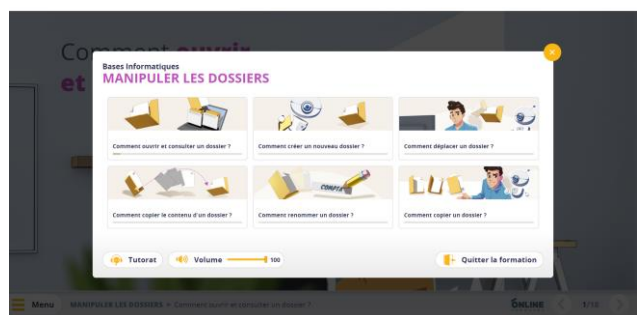 Comment ouvrir
et
Bases Informatiques
MANIPULER LES DOSSIERS
Comment ouvrir et consulter un dossier ?
Comment créer un nouveau dossier ?
Comment déplacer un dossier ?
COMPTA
Comment copier le contenu d'un dossier ?
Comment renommer un dossier ?
Comment copier un dossier ?
Tutorat
Volume
100
Quitter la formation
Menu
MANIPULER LES DOSSIERS > Comment ouvrir et consulter un dossier ?
ÔNLINE
1/10